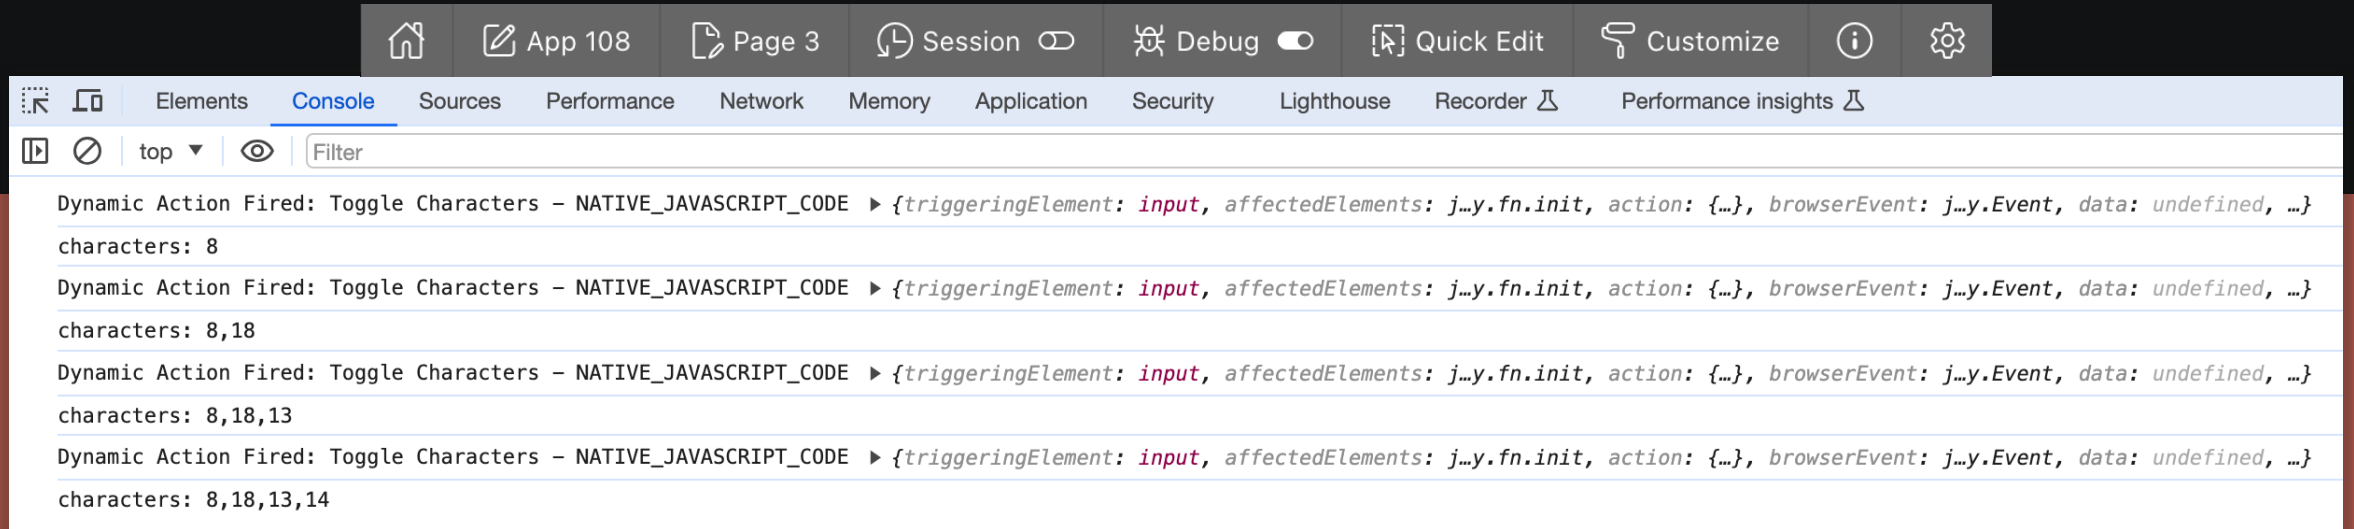 App 108 Page 3 Session Debug Quick Edit Customize
Elements Console Sources Performance Network Memory Application Security Lighthouse Recorder Performance insights
top Filter
Dynamic Action Fired: Toggle Characters – NATIVE_JAVASCRIPT_CODE {triggeringElement: input, affectedElements: j…y.fn.init, action: {…}, browserEvent: j…y.Event, data: undefined, …}
characters: 8
Dynamic Action Fired: Toggle Characters – NATIVE_JAVASCRIPT_CODE {triggeringElement: input, affectedElements: j…y.fn.init, action: {…}, browserEvent: j…y.Event, data: undefined, …}
characters: 8,18
Dynamic Action Fired: Toggle Characters – NATIVE_JAVASCRIPT_CODE {triggeringElement: input, affectedElements: j…y.fn.init, action: {…}, browserEvent: j…y.Event, data: undefined, …}
characters: 8,18,13
Dynamic Action Fired: Toggle Characters – NATIVE_JAVASCRIPT_CODE {triggeringElement: input, affectedElements: j…y.fn.init, action: {…}, browserEvent: j…y.Event, data: undefined, …}
characters: 8,18,13,14